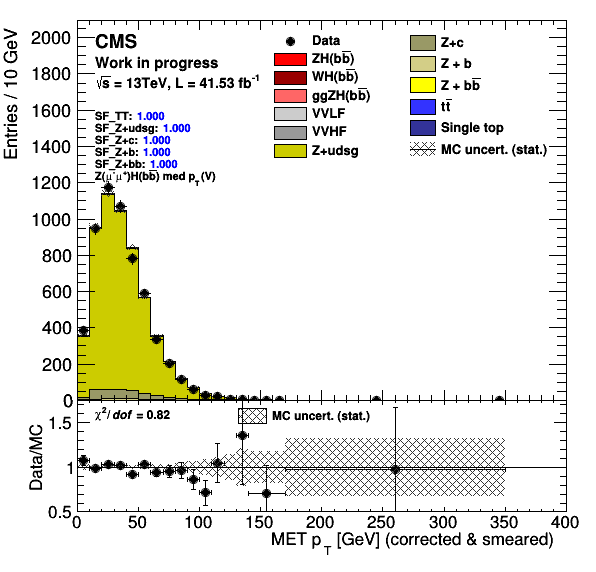 Entries / 10 GeV
2000
1800
1600
1400
1200
1000
800
600
400
200
0
CMS
Work in progress
√s = 13TeV, L = 41.53 fb⁻¹
SF_TT: 1.000
SF_Z+udsg: 1.000
SF_Z+c: 1.000
SF_Z+b: 1.000
SF_Z+bb: 1.000
Z(μ⁻μ⁺)H(bb̅) med p_T(V)
Data
ZH(bb̅)
WH(bb̅)
ggZH(bb̅)
VVLF
VVHF
Z+udsg
Z+c
Z + b
Z + bb̅
tt̅
Single top
MC uncert. (stat.)
Data/MC
1.5
1
0.5
χ²/dof = 0.82
MC uncert. (stat.)
0 50 100 150 200 250 300 350 400
MET p_T [GeV] (corrected & smeared)